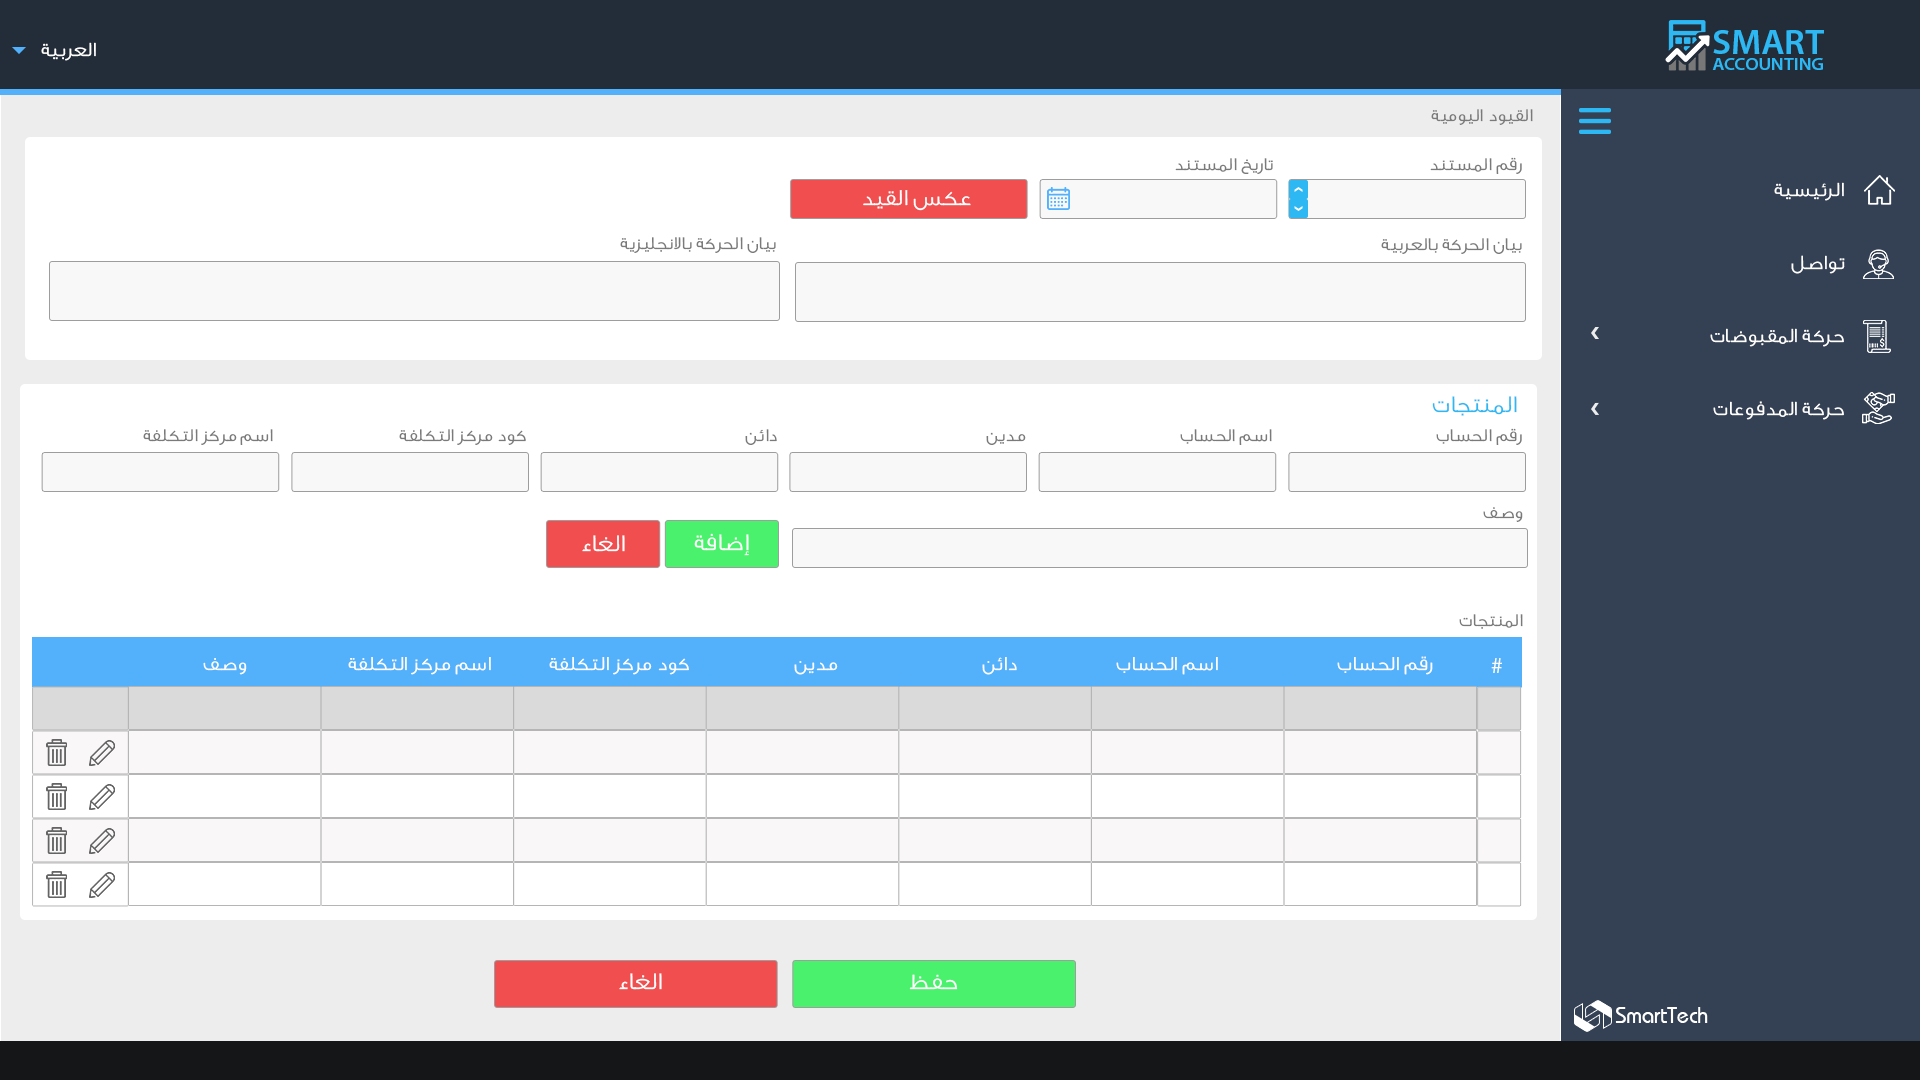 SMART
ACCOUNTING
العربية
الرئيسية
تواصل
حركة المقبوضات
حركة المدفوعات
SmartTech
القيود اليومية
رقم المستند
تاريخ المستند
عكس القيد
بيان الحركة بالعربية
بيان الحركة بالانجليزية
المنتجات
رقم الحساب
اسم الحساب
مدين
دائن
كود مركز التكلفة
اسم مركز التكلفة
وصف
إضافة
الغاء
المنتجات
# رقم الحساب اسم الحساب دائن مدين كود مركز التكلفة اسم مركز التكلفة وصف
حفظ
الغاء